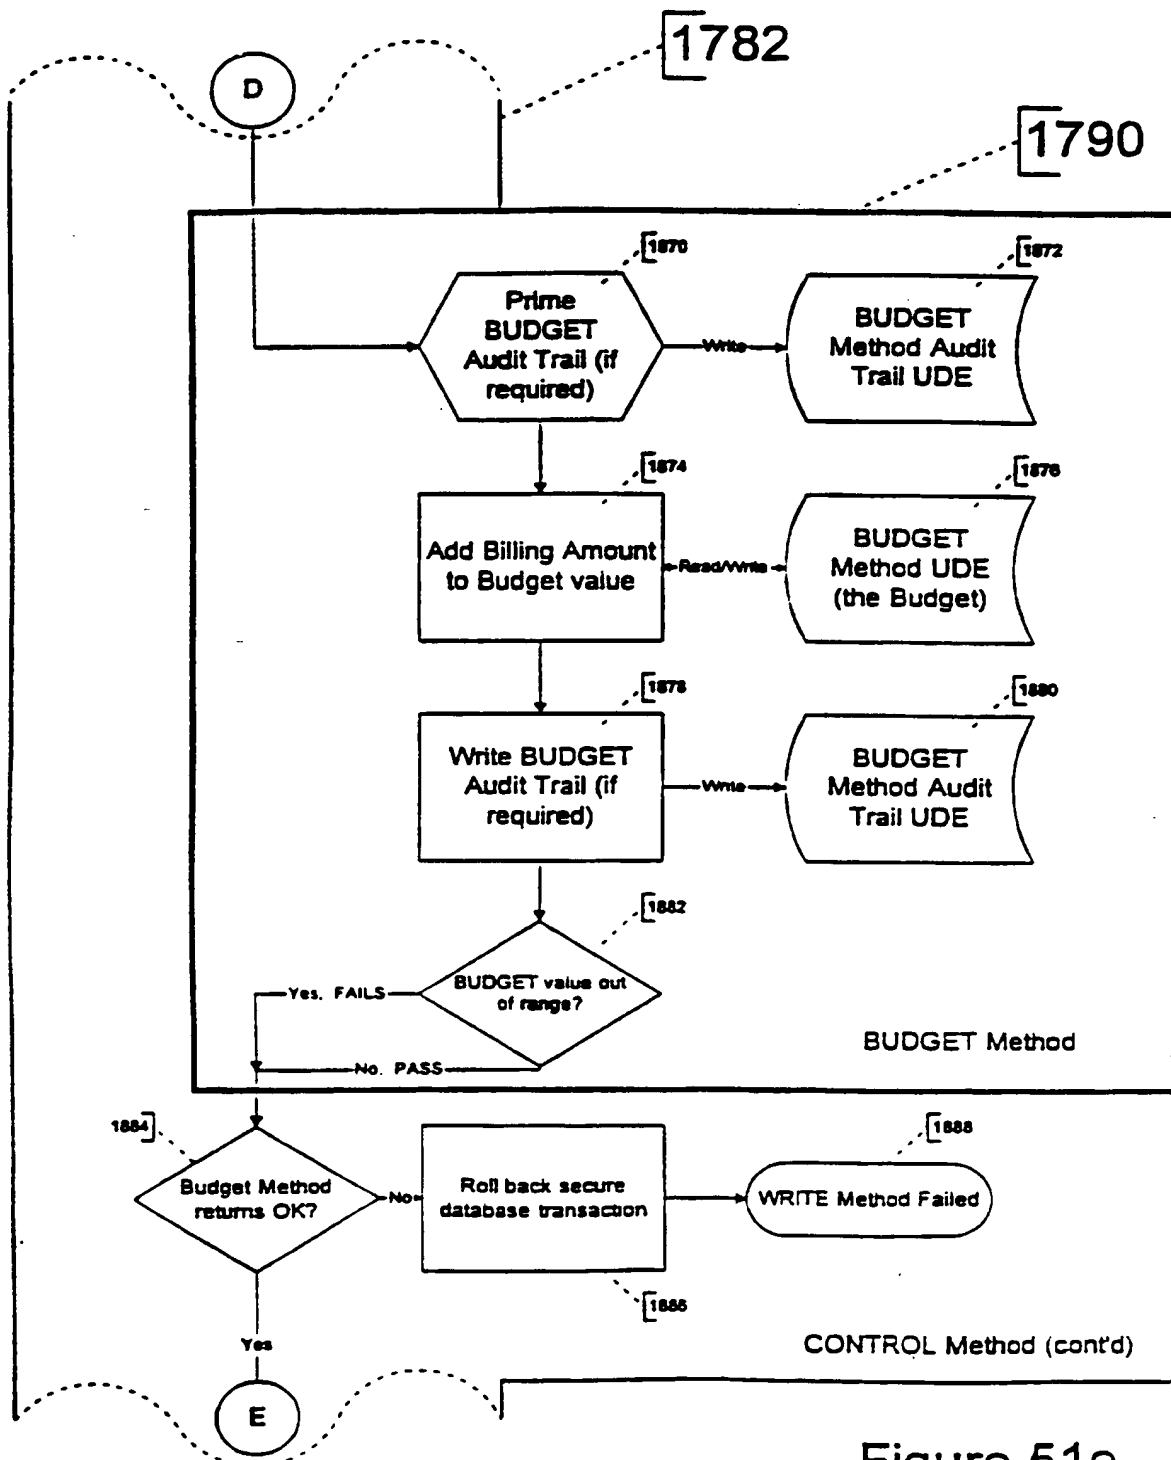 1782
D
1790
1870
1872
Prime
BUDGET
Audit Trail (if
required)
Write
BUDGET
Method Audit
Trail UDE
1874
1876
Add Billing Amount
to Budget value
Read/Write
BUDGET
Method UDE
(the Budget)
1878
1880
Write BUDGET
Audit Trail (if
required)
Write
BUDGET
Method Audit
Trail UDE
1882
BUDGET value out
of range?
Yes, FAILS
No, PASS
BUDGET Method
1884
1888
Budget Method
returns OK?
No
Roll back secure
database transaction
WRITE Method Failed
1886
Yes
CONTROL Method (cont'd)
E
Figure 51e